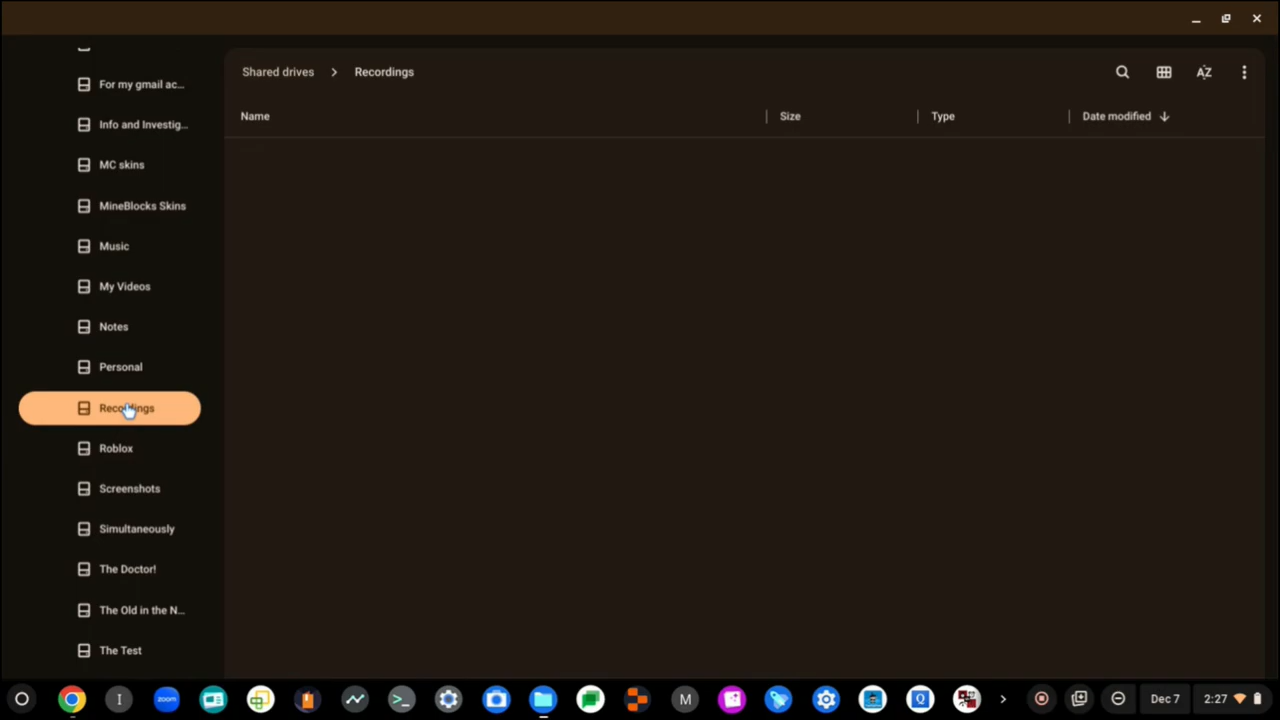 Shared drives
Recordings
Name
Size
Type
Date modified
For my gmail ac...
Info and Investig...
MC skins
MineBlocks Skins
Music
My Videos
Notes
Personal
Recordings
Roblox
Screenshots
Simultaneously
The Doctor!
The Old in the N...
The Test
I
zoom
M
Q
Dec 7
2:27